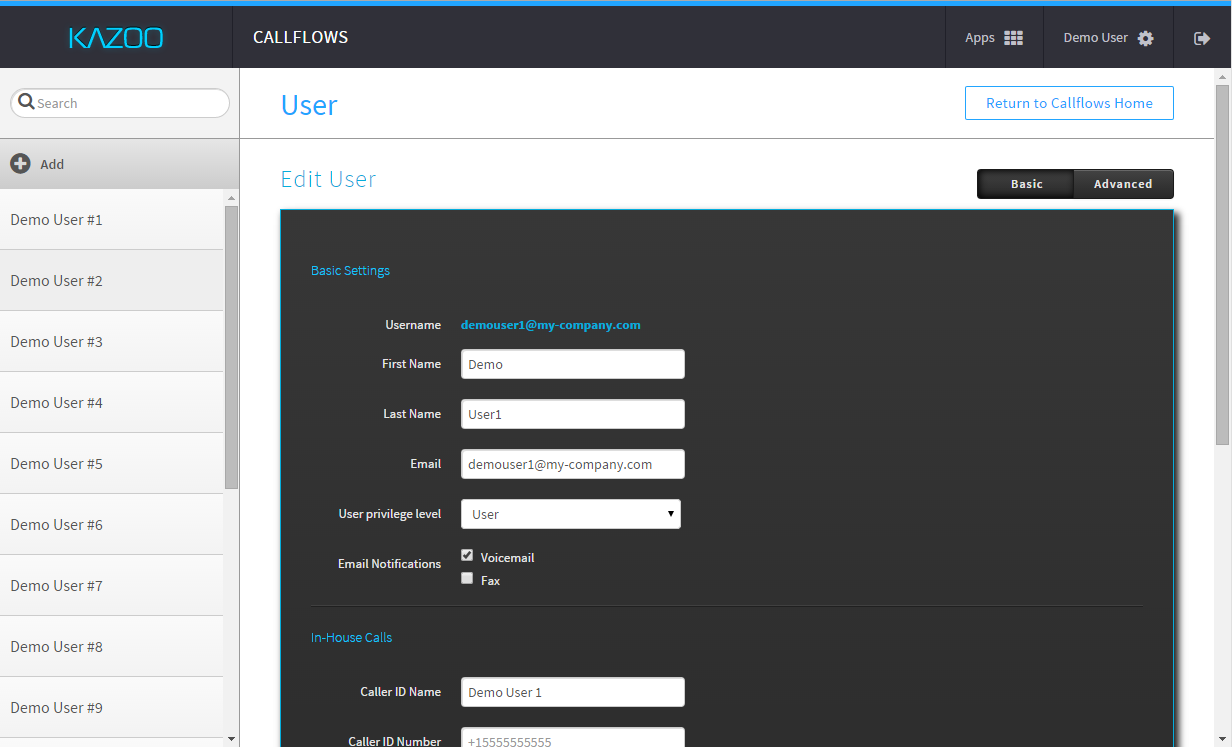 KAZOO
CALLFLOWS
Apps
Demo User
Search
User
Return to Callflows Home
Add
Edit User
Basic
Advanced
Demo User #1
Demo User #2
Demo User #3
Demo User #4
Demo User #5
Demo User #6
Demo User #7
Demo User #8
Demo User #9
Basic Settings
Username demouser1@my-company.com
First Name Demo
Last Name User1
Email demouser1@my-company.com
User privilege level User
Email Notifications Voicemail
Fax
In-House Calls
Caller ID Name Demo User 1
Caller ID Number +15555555555